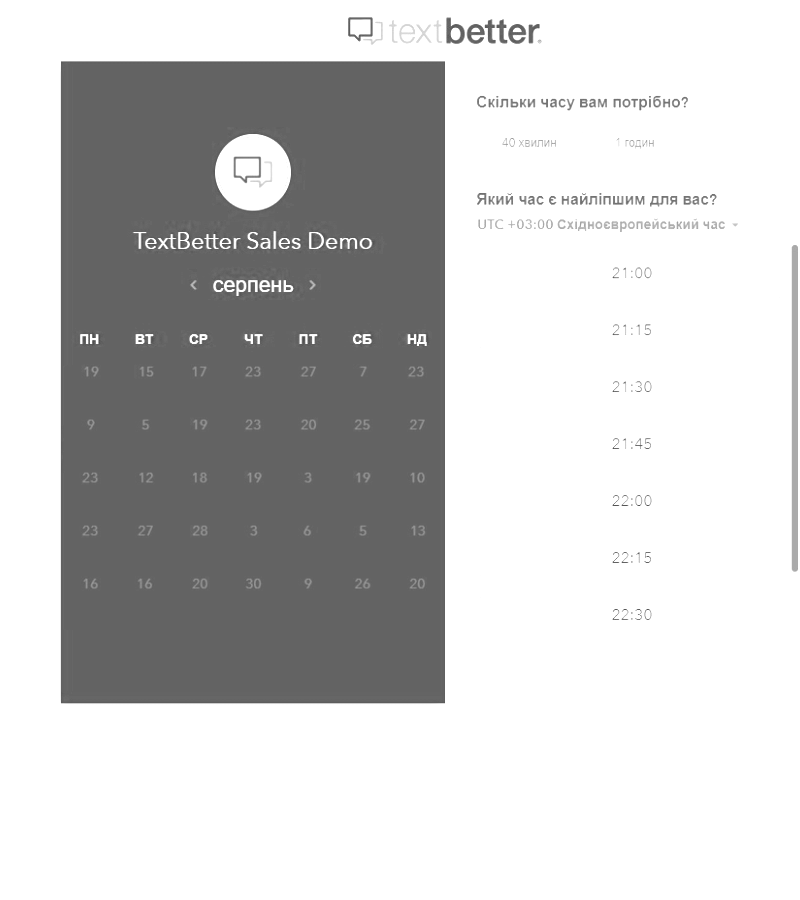 textbetter.
TextBetter Sales Demo
серпень
ПН ВТ СР ЧТ ПТ СБ НД
19 15 17 23 27 7 23
9 5 19 23 20 25 27
23 12 18 19 3 19 10
23 27 28 3 6 5 13
16 16 20 30 9 26 20
Скільки часу вам потрібно?
40 хвилин 1 годин
Який час є найліпшим для вас?
UTC +03:00 Східноєвропейський час
21:00
21:15
21:30
21:45
22:00
22:15
22:30